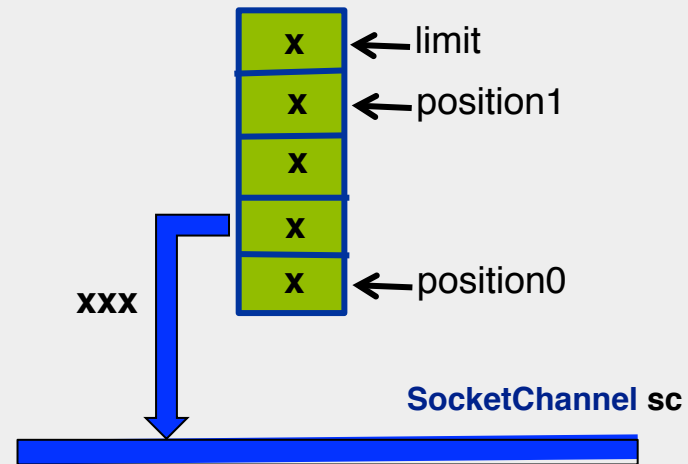 x limit
x position1
x
x
x position0
xxx
SocketChannel sc